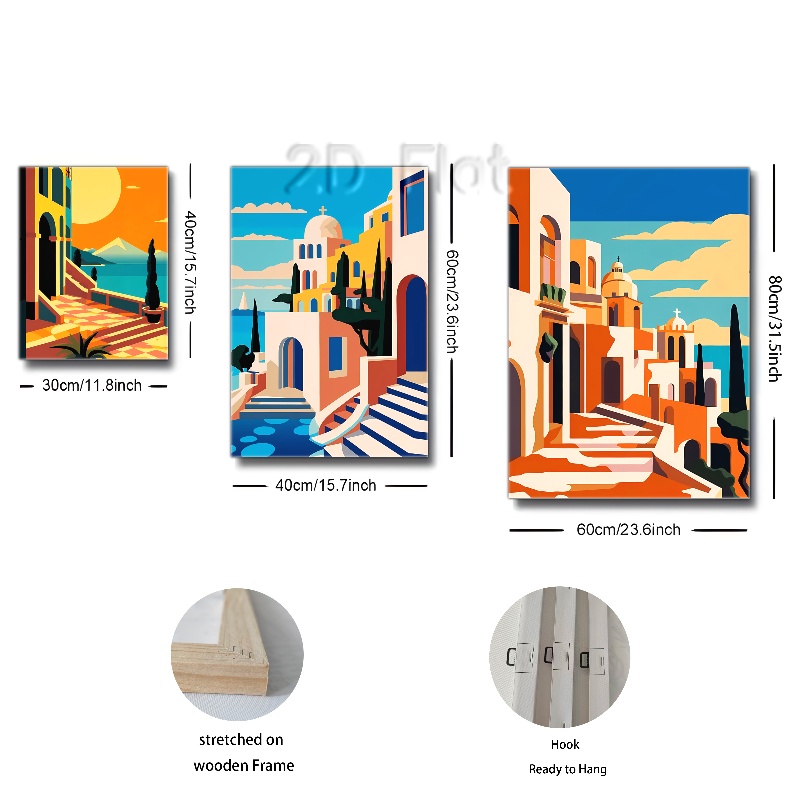 2D Flat
40cm/15.7inch
30cm/11.8inch
60cm/23.6inch
40cm/15.7inch
80cm/31.5inch
60cm/23.6inch
stretched on
wooden Frame
Hook
Ready to Hang